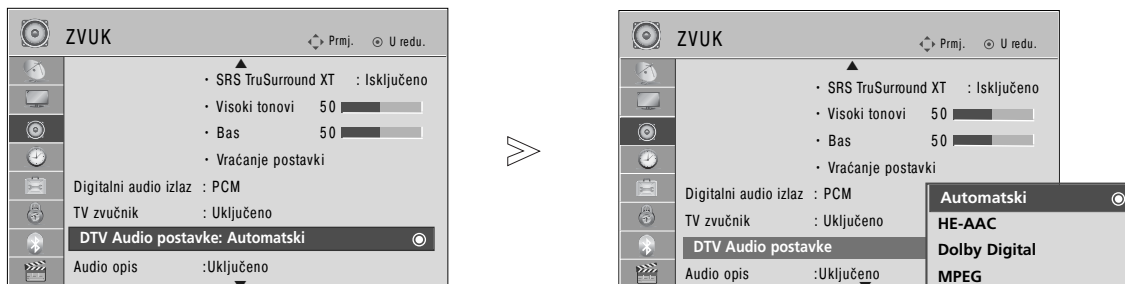 ZVUK
Prmj. U redu.
• SRS TruSurround XT : Isključeno
• Visoki tonovi 50
• Bas 50
• Vraćanje postavki
Digitalni audio izlaz : PCM
TV zvučnik : Uključeno
DTV Audio postavke: Automatski
Audio opis :Uključeno
ZVUK
Prmj. U redu.
• SRS TruSurround XT : Isključeno
• Visoki tonovi 50
• Bas 50
• Vraćanje postavki
Digitalni audio izlaz : PCM
TV zvučnik : Uključeno
DTV Audio postavke
Audio opis :Uključeno
Automatski
HE-AAC
Dolby Digital
MPEG